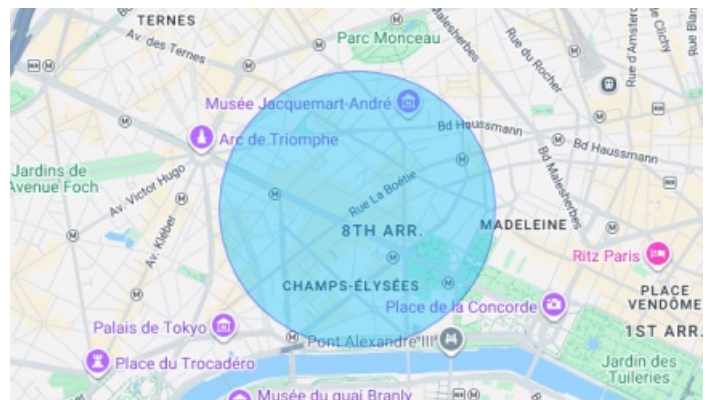 TERNES
Av. des Ternes
Parc Monceau
Malesherbes
Rue du Rocher
Rue d'Amsterd
e Clichy
Rue Blan
Musée Jacquemart-André
Arc de Triomphe
Bd Haussmann
Bd Haussmann
Bd Malesherbes
Jardins de
Avenue Foch
Av. Victor Hugo
Av. Kléber
Rue La Boétie
8TH ARR.
MADELEINE
Ritz Paris
CHAMPS-ÉLYSÉES
PLACE
VENDÔME
Place de la Concorde
1ST ARR.
Palais de Tokyo
Pont Alexandre III
Place du Trocadéro
Jardin des
Tuileries
Musée du quai Branly